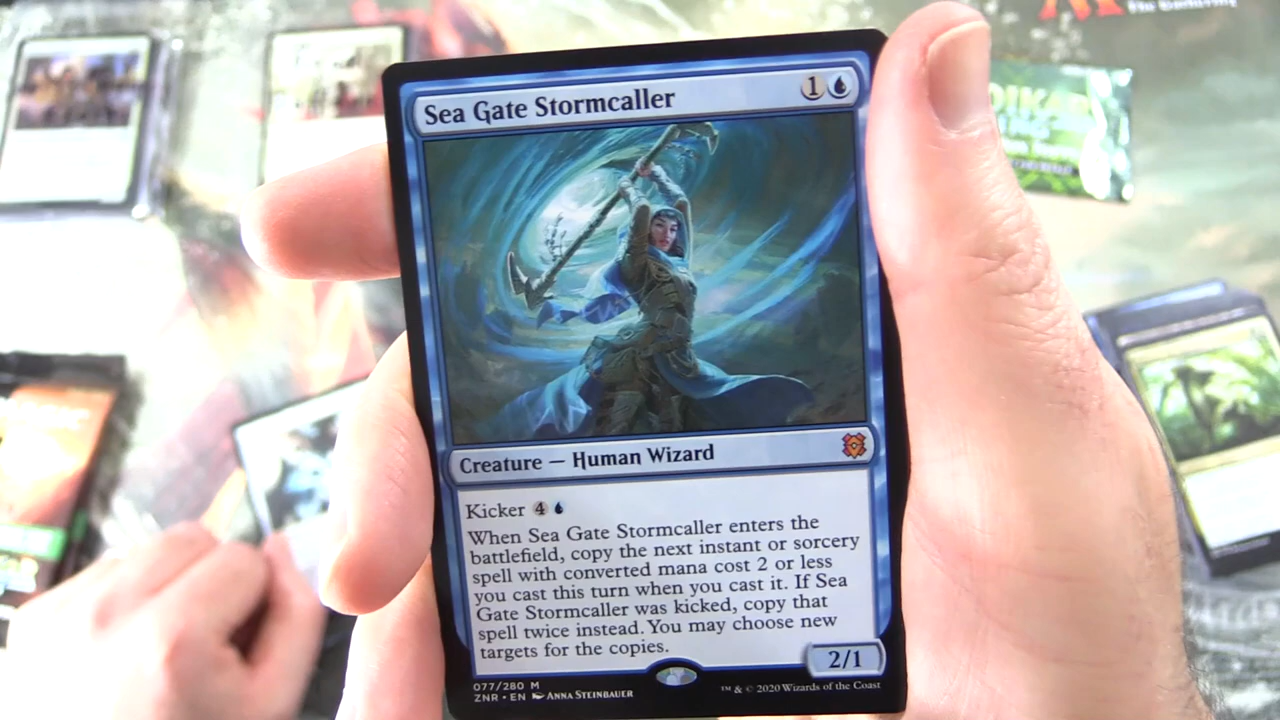 The Gathering
Sea Gate Stormcaller 1
Creature — Human Wizard
Kicker 4
When Sea Gate Stormcaller enters the
battlefield, copy the next instant or sorcery
spell with converted mana cost 2 or less
you cast this turn when you cast it. If Sea
Gate Stormcaller was kicked, copy that
spell twice instead. You may choose new
targets for the copies.
2/1
077/280 M
ZNR • EN ANNA STEINBAUER
™ & © 2020 Wizards of the Coast